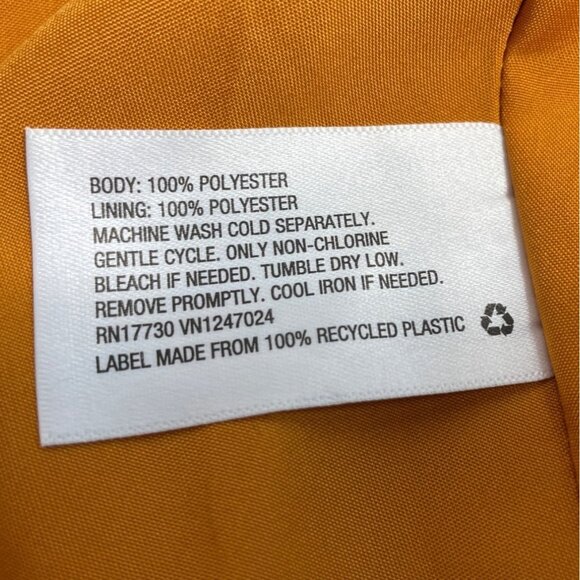 BODY: 100% POLYESTER
LINING: 100% POLYESTER
MACHINE WASH COLD SEPARATELY.
GENTLE CYCLE. ONLY NON-CHLORINE
BLEACH IF NEEDED. TUMBLE DRY LOW.
REMOVE PROMPTLY. COOL IRON IF NEEDED.
RN17730 VN1247024
LABEL MADE FROM 100% RECYCLED PLASTIC